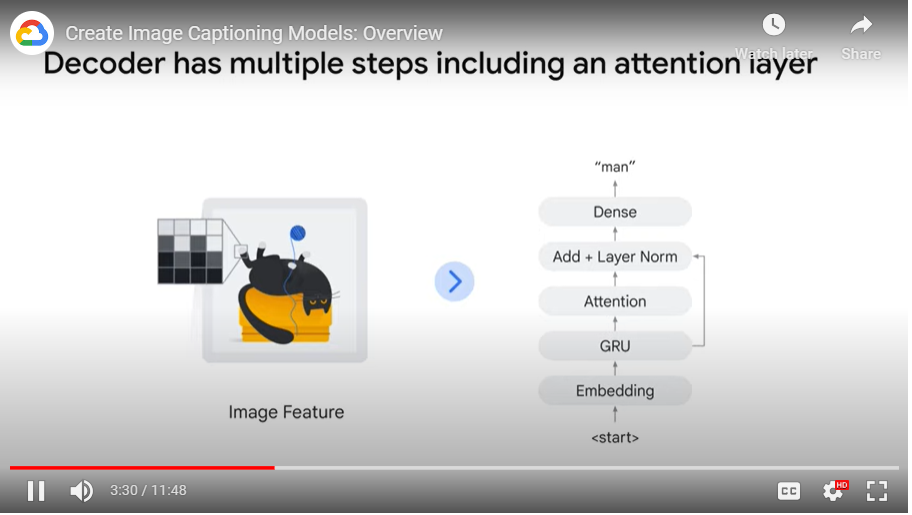 Create Image Captioning Models: Overview
Watch later
Share
Decoder has multiple steps including an attention layer
"man"
Dense
Add + Layer Norm
Attention
GRU
Embedding
<start>
Image Feature
3:30 / 11:48
CC
HD